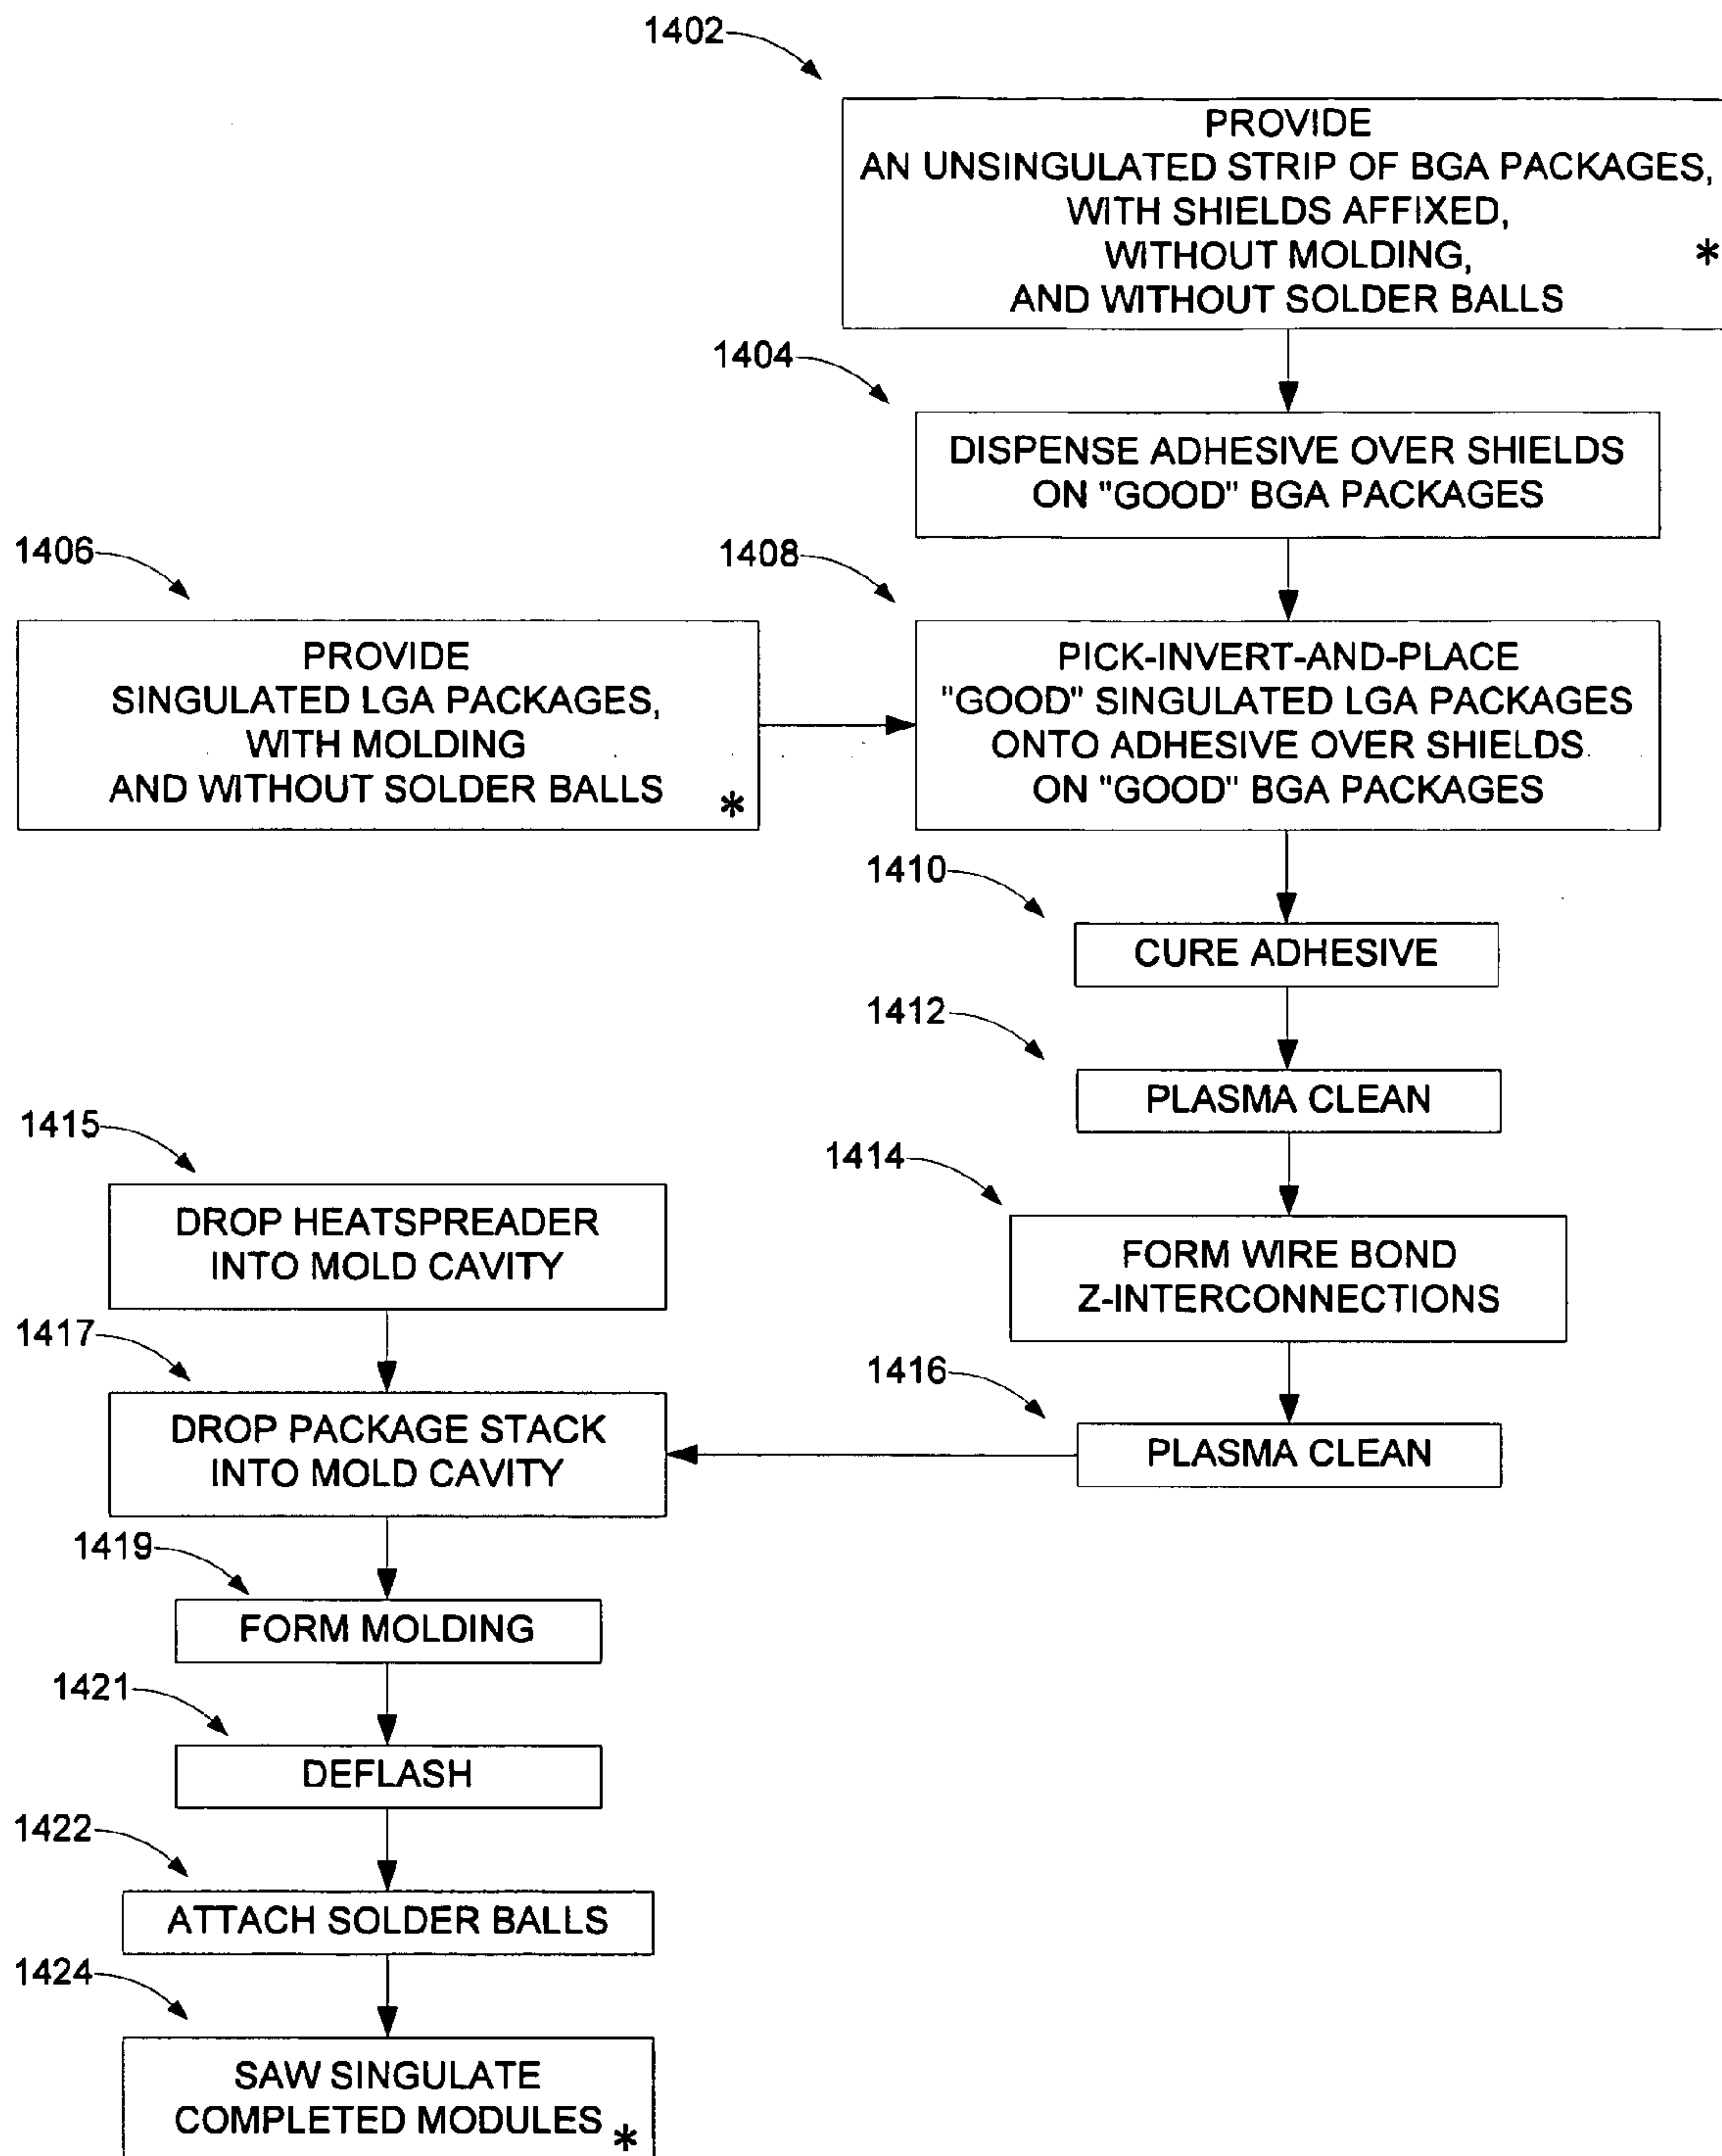 1402
PROVIDE
AN UNSINGULATED STRIP OF BGA PACKAGES,
WITH SHIELDS AFFIXED,
WITHOUT MOLDING,
AND WITHOUT SOLDER BALLS
*
1404
DISPENSE ADHESIVE OVER SHIELDS
ON "GOOD" BGA PACKAGES
1406
PROVIDE
SINGULATED LGA PACKAGES,
WITH MOLDING
AND WITHOUT SOLDER BALLS
*
1408
PICK-INVERT-AND-PLACE
"GOOD" SINGULATED LGA PACKAGES
ONTO ADHESIVE OVER SHIELDS
ON "GOOD" BGA PACKAGES
1410
CURE ADHESIVE
1412
PLASMA CLEAN
1414
FORM WIRE BOND
Z-INTERCONNECTIONS
1416
PLASMA CLEAN
1415
DROP HEATSPREADER
INTO MOLD CAVITY
1417
DROP PACKAGE STACK
INTO MOLD CAVITY
1419
FORM MOLDING
1421
DEFLASH
1422
ATTACH SOLDER BALLS
1424
SAW SINGULATE
COMPLETED MODULES
*